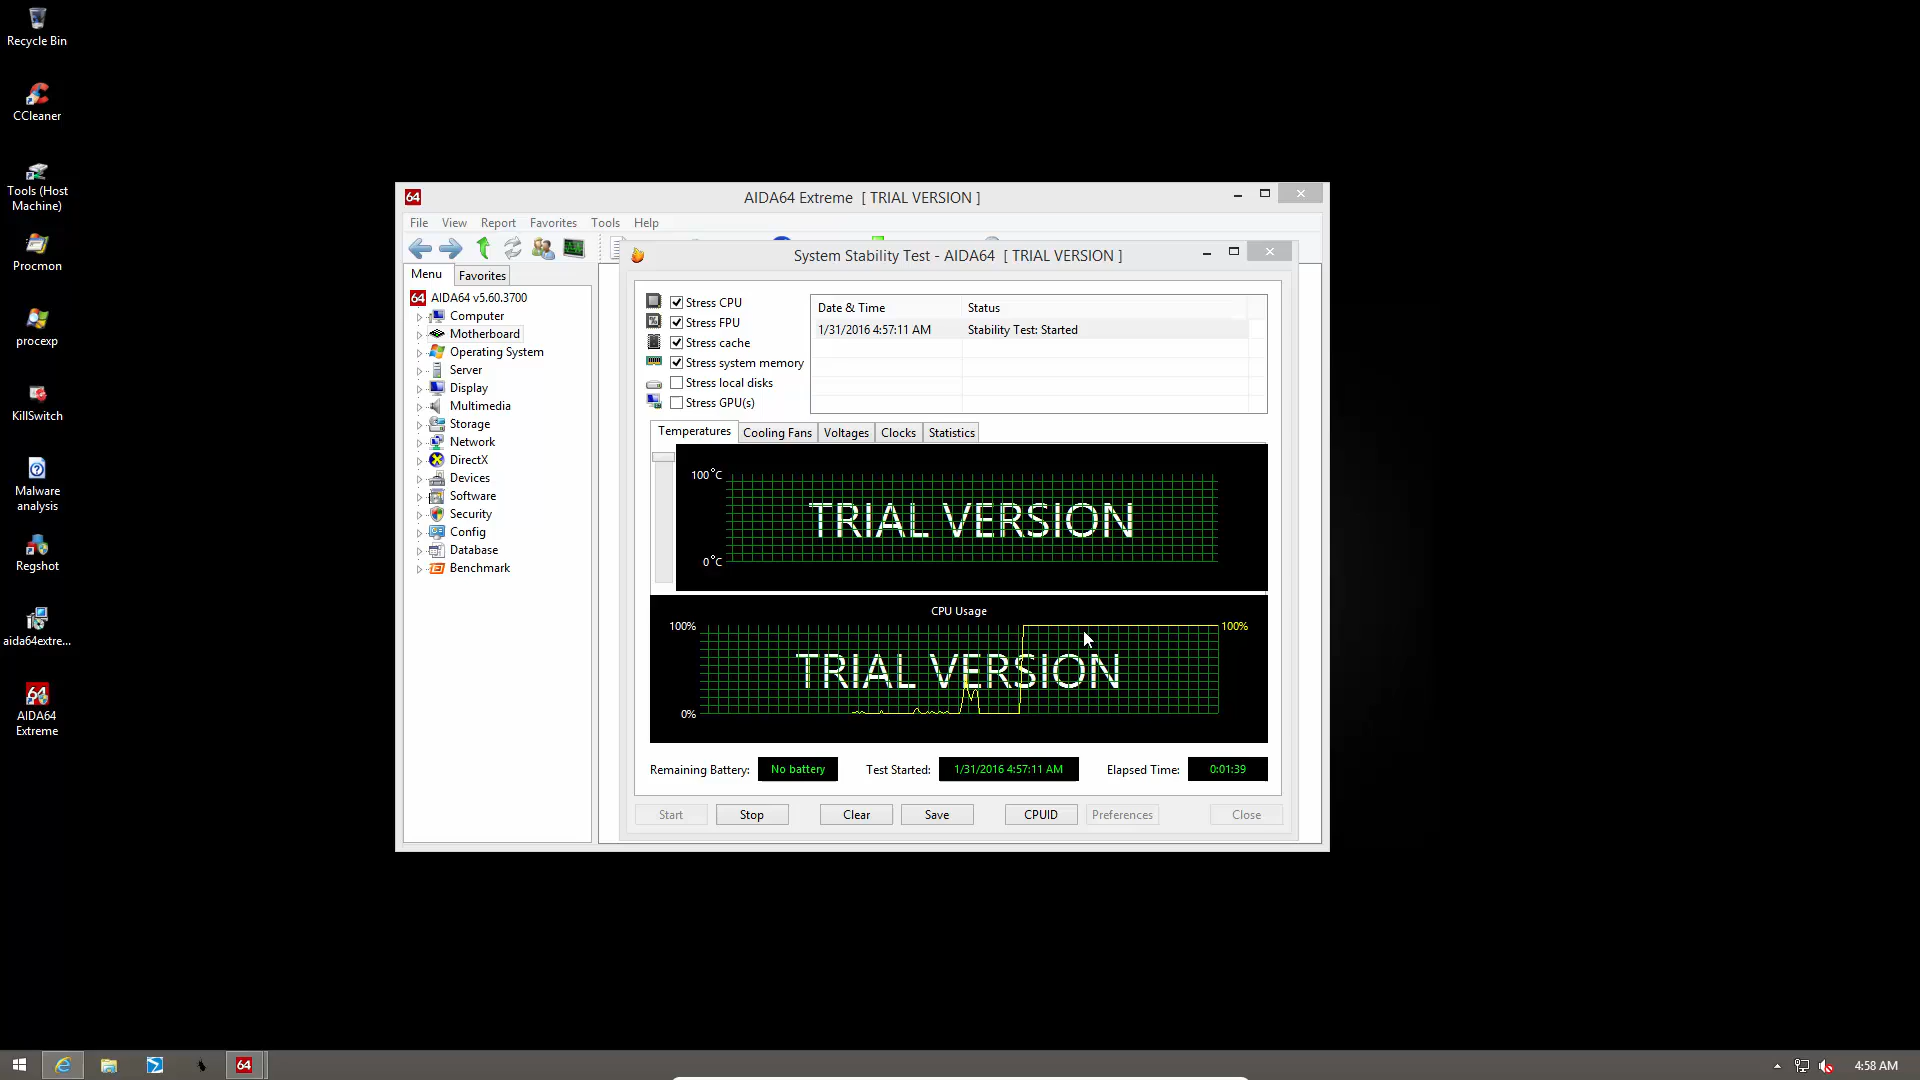 Recycle Bin
CCleaner
Tools (Host
Machine)
Procmon
procexp
KillSwitch
Malware
analysis
Regshot
aida64extre...
64
AIDA64
Extreme
64
AIDA64 Extreme [ TRIAL VERSION ]
File View Report Favorites Tools Help
Menu Favorites
64 AIDA64 v5.60.3700
Computer
Motherboard
Operating System
Server
Display
Multimedia
Storage
Network
DirectX
Devices
Software
Security
Config
Database
Benchmark
System Stability Test - AIDA64 [ TRIAL VERSION ]
Stress CPU
Stress FPU
Stress cache
Stress system memory
Stress local disks
Stress GPU(s)
Date & Time Status
1/31/2016 4:57:11 AM Stability Test: Started
Temperatures Cooling Fans Voltages Clocks Statistics
100°C
TRIAL VERSION
0°C
CPU Usage
100% 100%
TRIAL VERSION
0%
Remaining Battery: No battery Test Started: 1/31/2016 4:57:11 AM Elapsed Time: 0:01:39
Start Stop Clear Save CPUID Preferences Close
64
4:58 AM